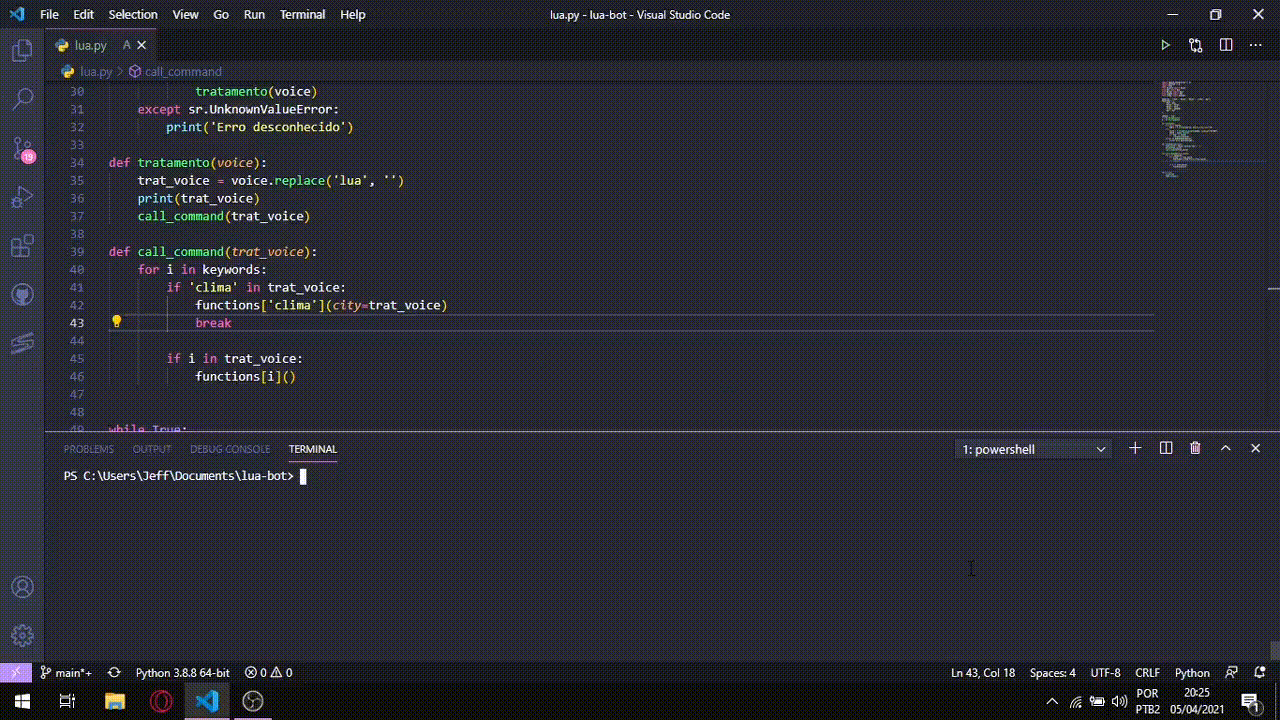 File Edit Selection View Go Run Terminal Help lua.py - lua-bot - Visual Studio Code
lua.py A
lua.py > call_command
30 tratamento(voice)
31 except sr.UnknownValueError:
32 print('Erro desconhecido')
33
34 def tratamento(voice):
35 trat_voice = voice.replace('lua', '')
36 print(trat_voice)
37 call_command(trat_voice)
38
39 def call_command(trat_voice):
40 for i in keywords:
41 if 'clima' in trat_voice:
42 functions['clima'](city=trat_voice)
43 break
44
45 if i in trat_voice:
46 functions[i]()
47
48
49 while True:
19
PROBLEMS OUTPUT DEBUG CONSOLE TERMINAL 1: powershell
PS C:\Users\Jeff\Documents\lua-bot>
main*+ Python 3.8.8 64-bit 0 0 Ln 43, Col 18 Spaces: 4 UTF-8 CRLF Python
POR 20:25
PTB2 05/04/2021 1